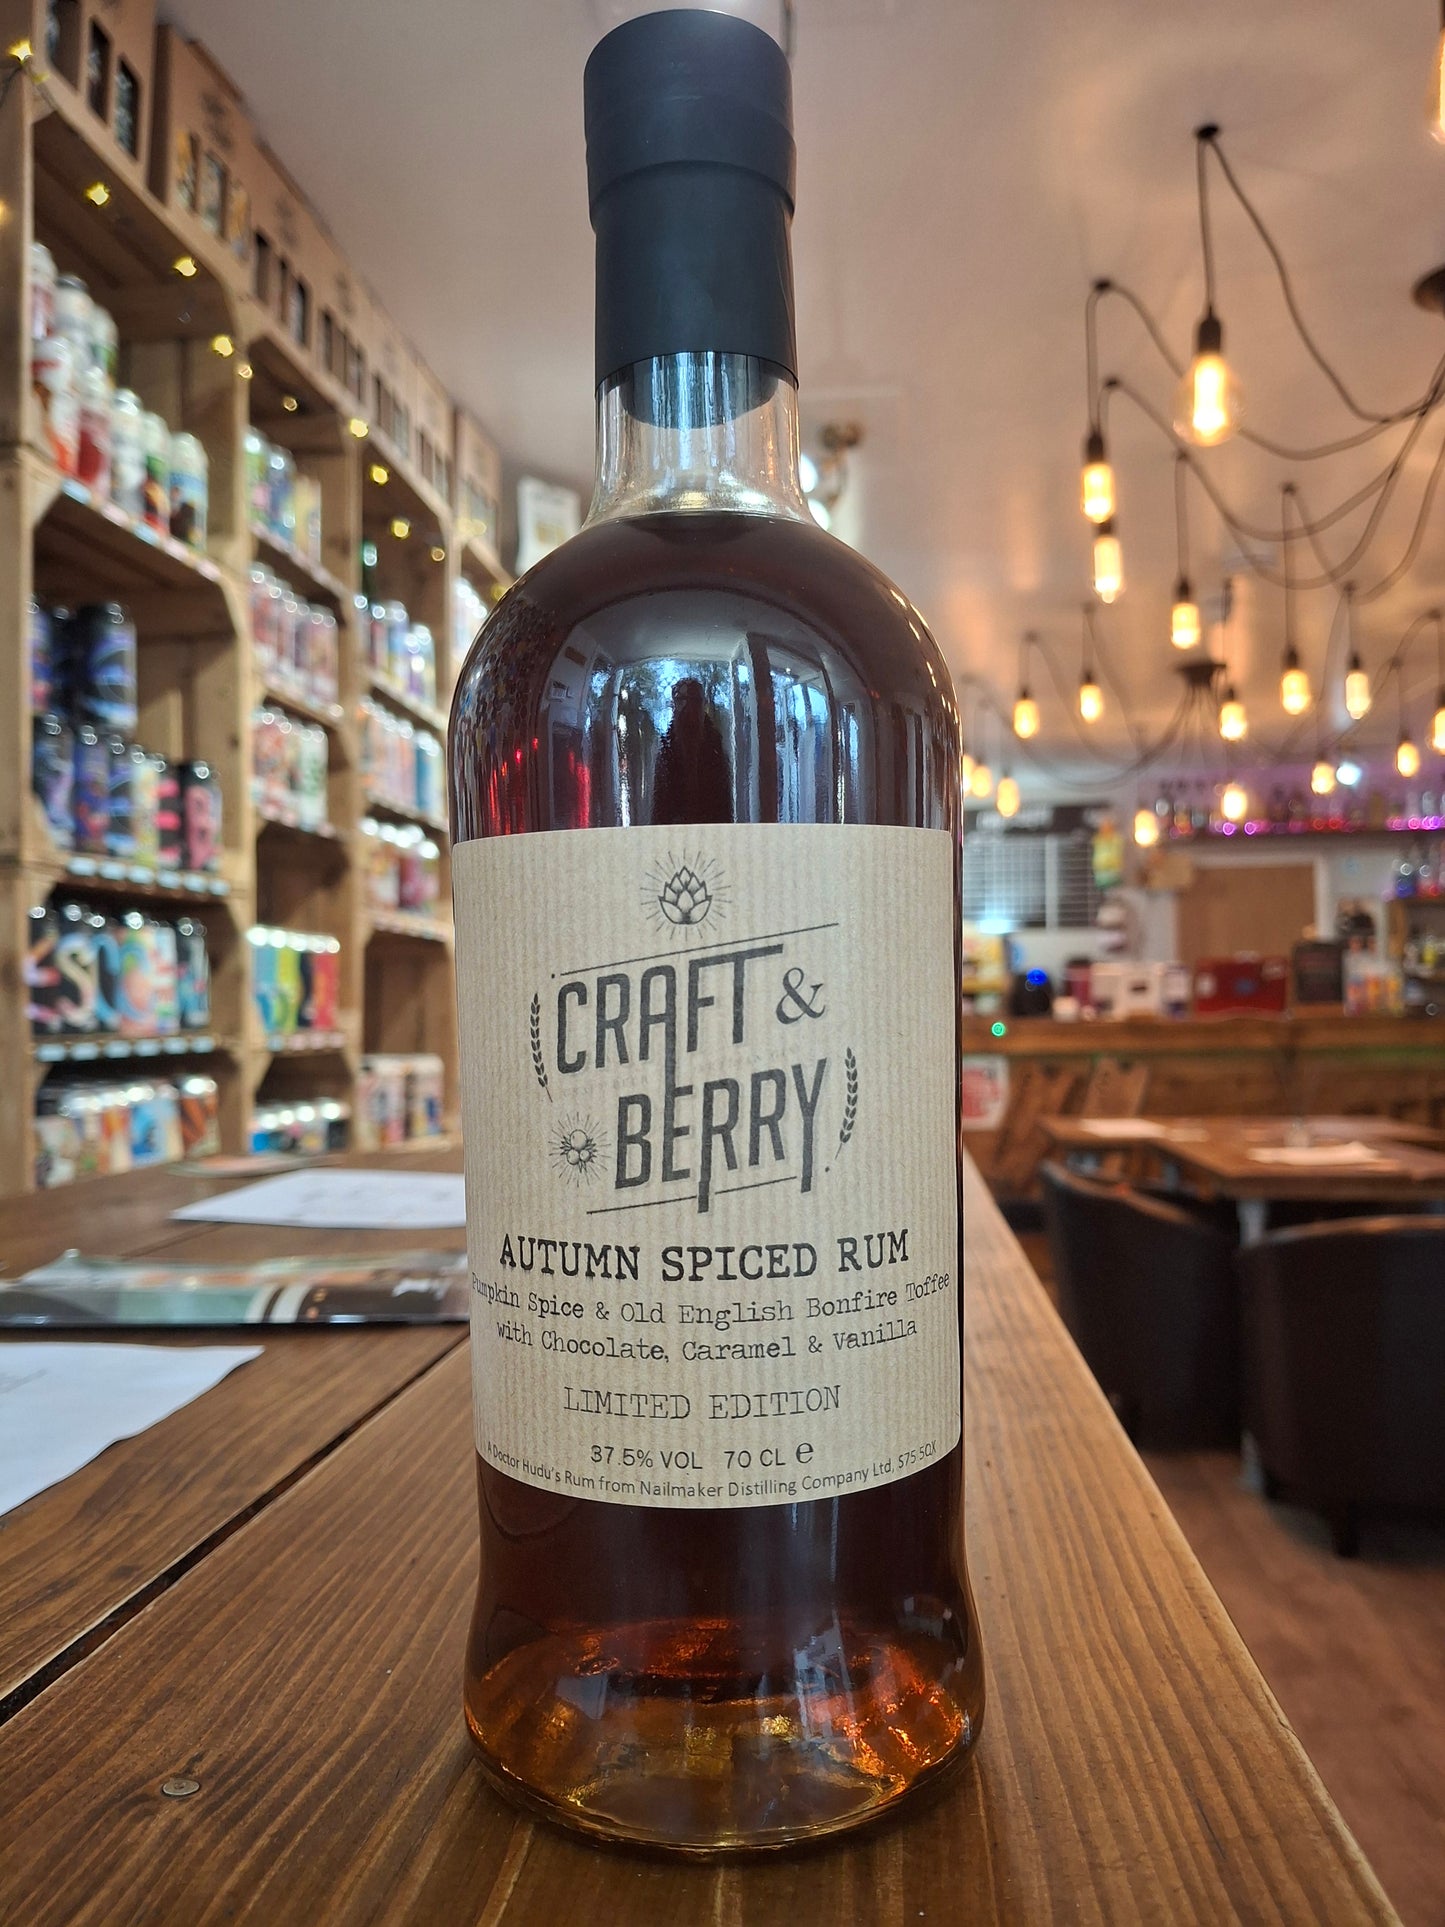 CRAFT &
BERRY
AUTUMN SPICED RUM
Pumpkin Spice & Old English Bonfire Toffee
with Chocolate, Caramel & Vanilla
LIMITED EDITION
37.5% VOL 70 CL e
A Doctor Hudu's Rum from Nailmaker Distilling Company Ltd, S75 5QX